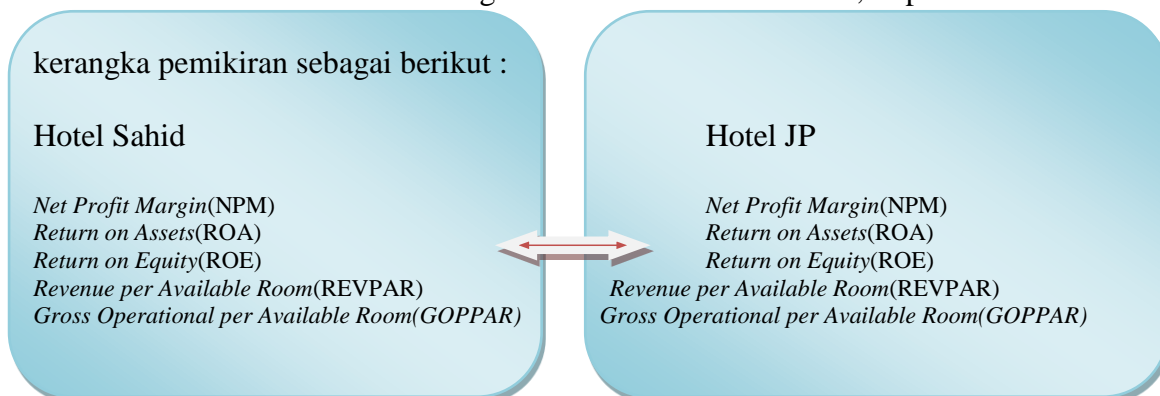 kerangka pemikiran sebagai berikut :
Hotel Sahid
Net Profit Margin(NPM)
Return on Assets(ROA)
Return on Equity(ROE)
Revenue per Available Room(REVPAR)
Gross Operational per Available Room(GOPPAR)
Hotel JP
Net Profit Margin(NPM)
Return on Assets(ROA)
Return on Equity(ROE)
Revenue per Available Room(REVPAR)
Gross Operational per Available Room(GOPPAR)